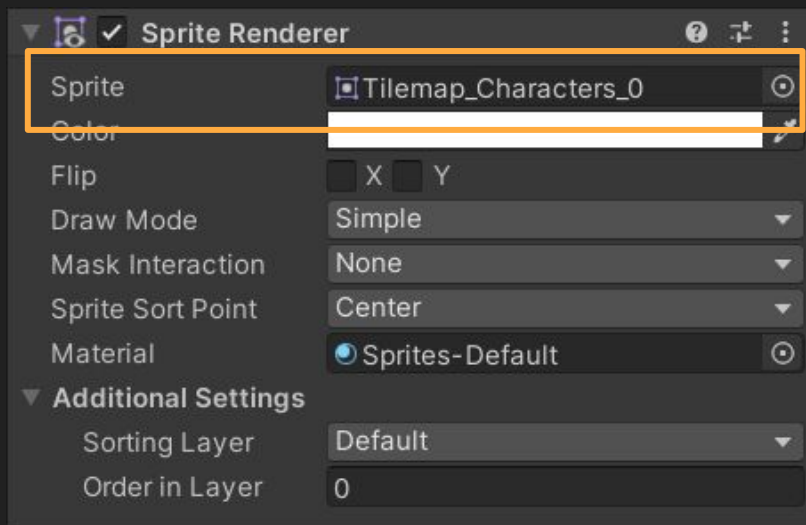 Sprite Renderer
Sprite Tilemap_Characters_0
Color
Flip X Y
Draw Mode Simple
Mask Interaction None
Sprite Sort Point Center
Material Sprites-Default
Additional Settings
Sorting Layer Default
Order in Layer 0